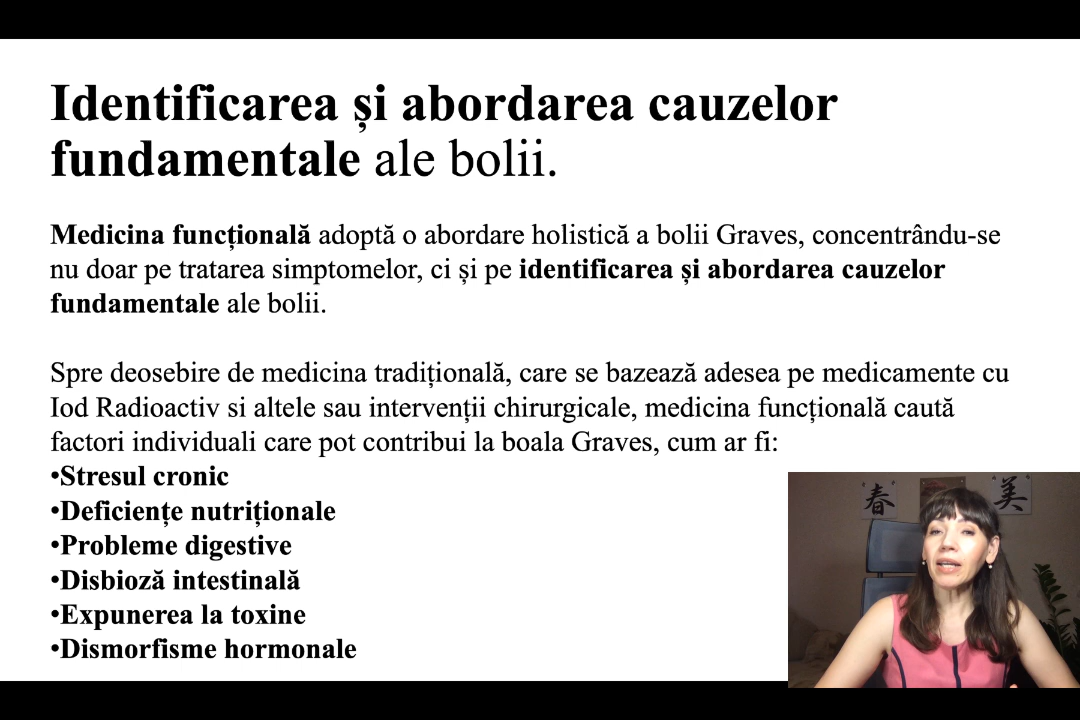 Identificarea și abordarea cauzelor
fundamentale ale bolii.
Medicina funcțională adoptă o abordare holistică a bolii Graves, concentrându-se
nu doar pe tratarea simptomelor, ci și pe identificarea și abordarea cauzelor
fundamentale ale bolii.
Spre deosebire de medicina tradițională, care se bazează adesea pe medicamente cu
Iod Radioactiv si altele sau intervenții chirurgicale, medicina funcțională caută
factori individuali care pot contribui la boala Graves, cum ar fi:
•Stresul cronic
•Deficiențe nutriționale
•Probleme digestive
•Disbioză intestinală
•Expunerea la toxine
•Dismorfisme hormonale
春
美